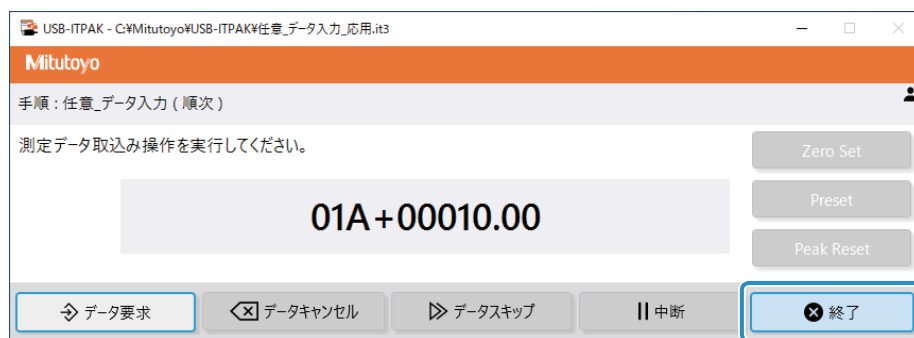 USB-ITPAK - C:¥Mitutoyo¥USB-ITPAK¥任意_データ入力_応用.it3
Mitutoyo
手順 : 任意_データ入力 ( 順次 )
測定データ取込み操作を実行してください。
01A+00010.00
Zero Set
Preset
Peak Reset
データ要求
データキャンセル
データスキップ
中断
終了